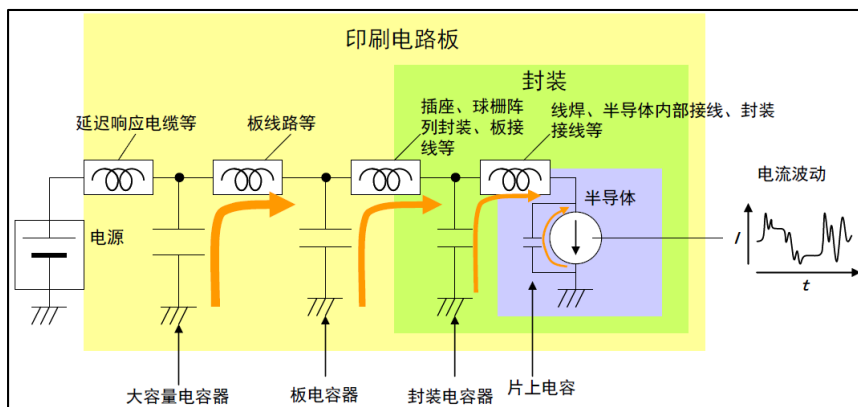 印刷电路板
封装
延迟响应电缆等
板线路等
插座、球栅阵
列封装、板接
线等
线焊、半导体内部接线、封装
接线等
电流波动
半导体
电源
I
t
大容量电容器
板电容器
封装电容器
片上电容